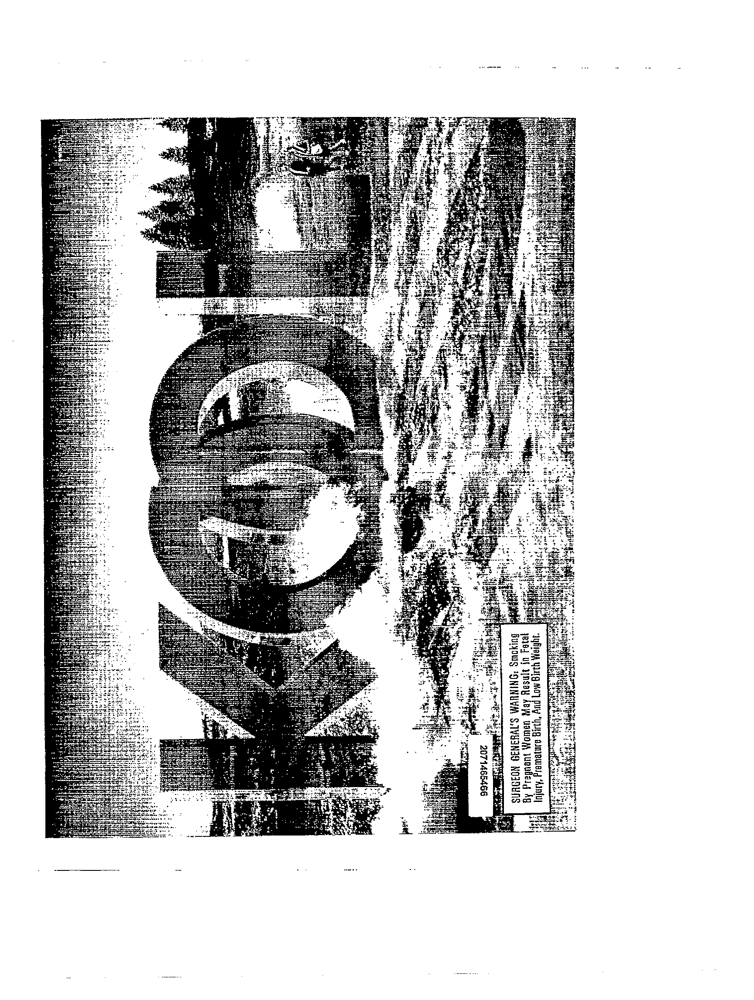 KOOL
SURGEON GENERAL'S WARNING: Smoking
By Pregnant Women May Result in Fetal
Injury, Premature Birth, And Low Birth Weight.
2071465466